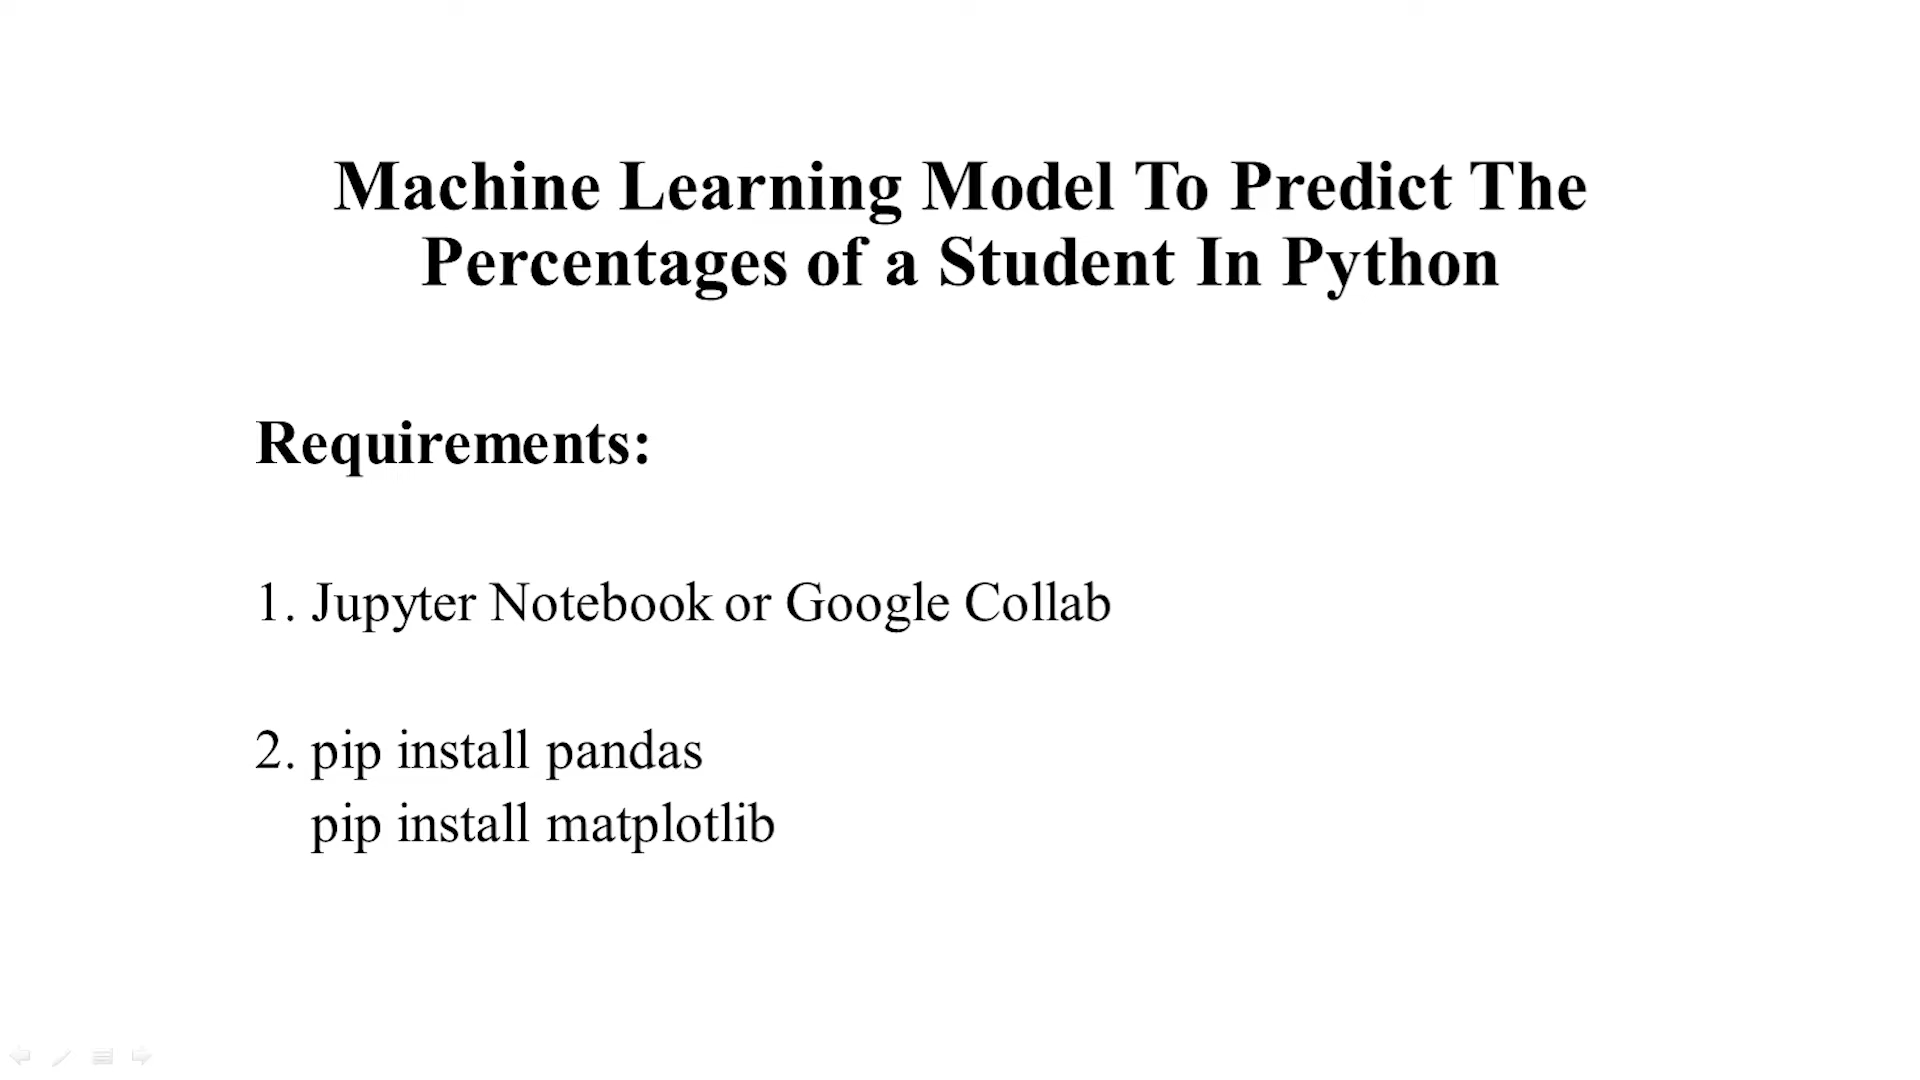 Machine Learning Model To Predict The
Percentages of a Student In Python
Requirements:
1. Jupyter Notebook or Google Collab
2. pip install pandas
pip install matplotlib